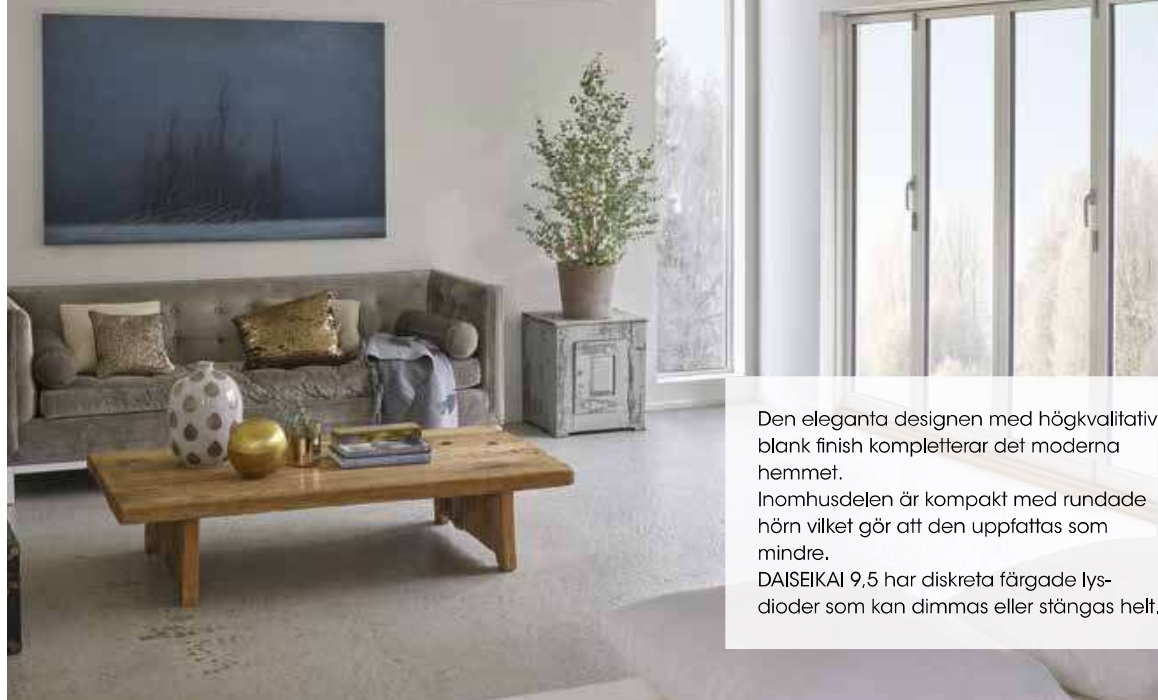 Den eleganta designen med högkvalitativ
blank finish kompletterar det moderna
hemmet.
Inomhusdelen är kompakt med rundade
hörn vilket gör att den uppfattas som
mindre.
DAISEIKAI 9,5 har diskreta färgade lys-
dioder som kan dimmas eller stängas helt.